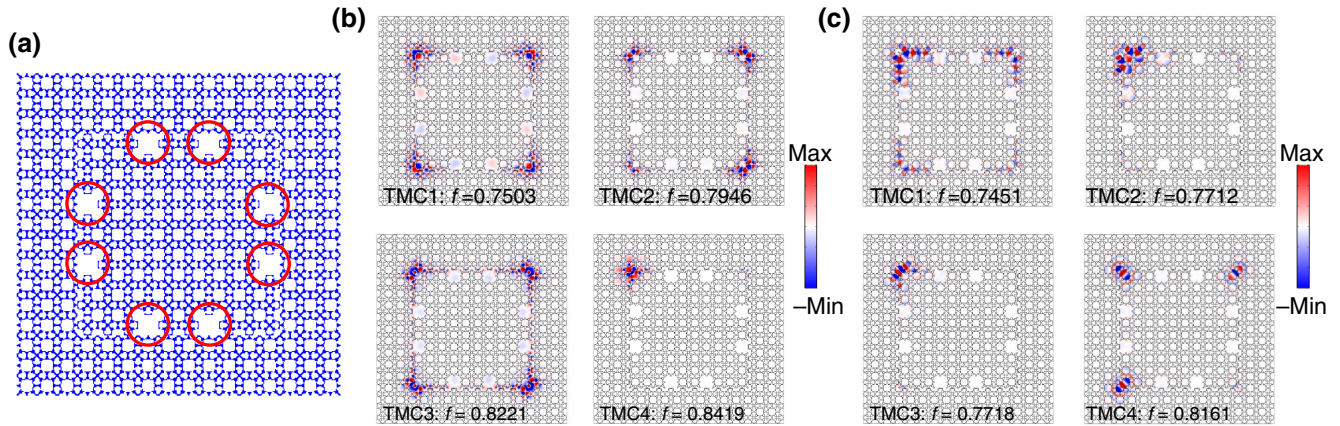 (a)
(b)
TMC1: f=0.7503
TMC2: f=0.7946
TMC3: f=0.8221
TMC4: f=0.8419
Max
–Min
(c)
TMC1: f=0.7451
TMC2: f=0.7712
TMC3: f=0.7718
TMC4: f=0.8161
Max
–Min